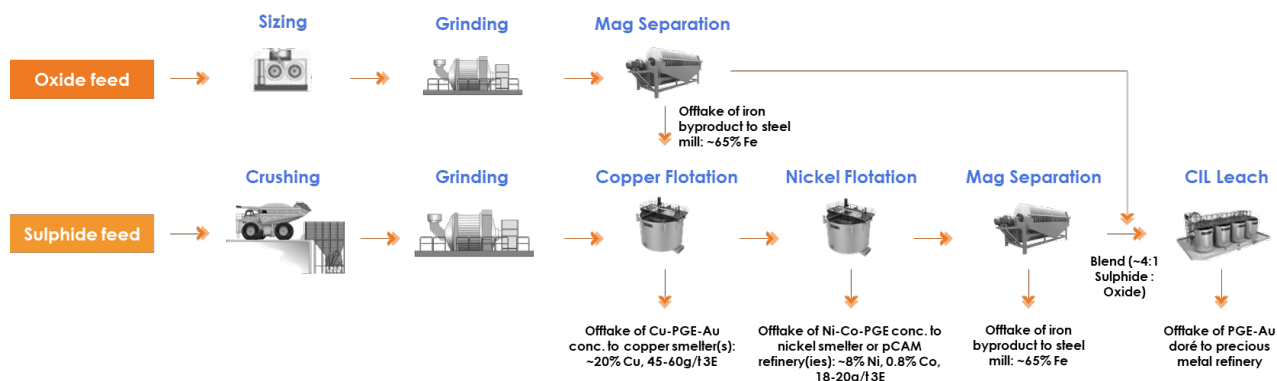 Sizing
Grinding
Mag Separation
Oxide feed
Offtake of iron
byproduct to steel
mill: ~65% Fe
Crushing
Grinding
Copper Flotation
Nickel Flotation
Mag Separation
CIL Leach
Sulphide feed
Blend (~4:1
Sulphide :
Oxide)
Offtake of Cu-PGE-Au
conc. to copper smelter(s):
~20% Cu, 45-60g/t 3E
Offtake of Ni-Co-PGE conc. to
nickel smelter or pCAM
refinery(ies): ~8% Ni, 0.8% Co,
18-20g/t 3E
Offtake of iron
byproduct to steel
mill: ~65% Fe
Offtake of PGE-Au
doré to precious
metal refinery